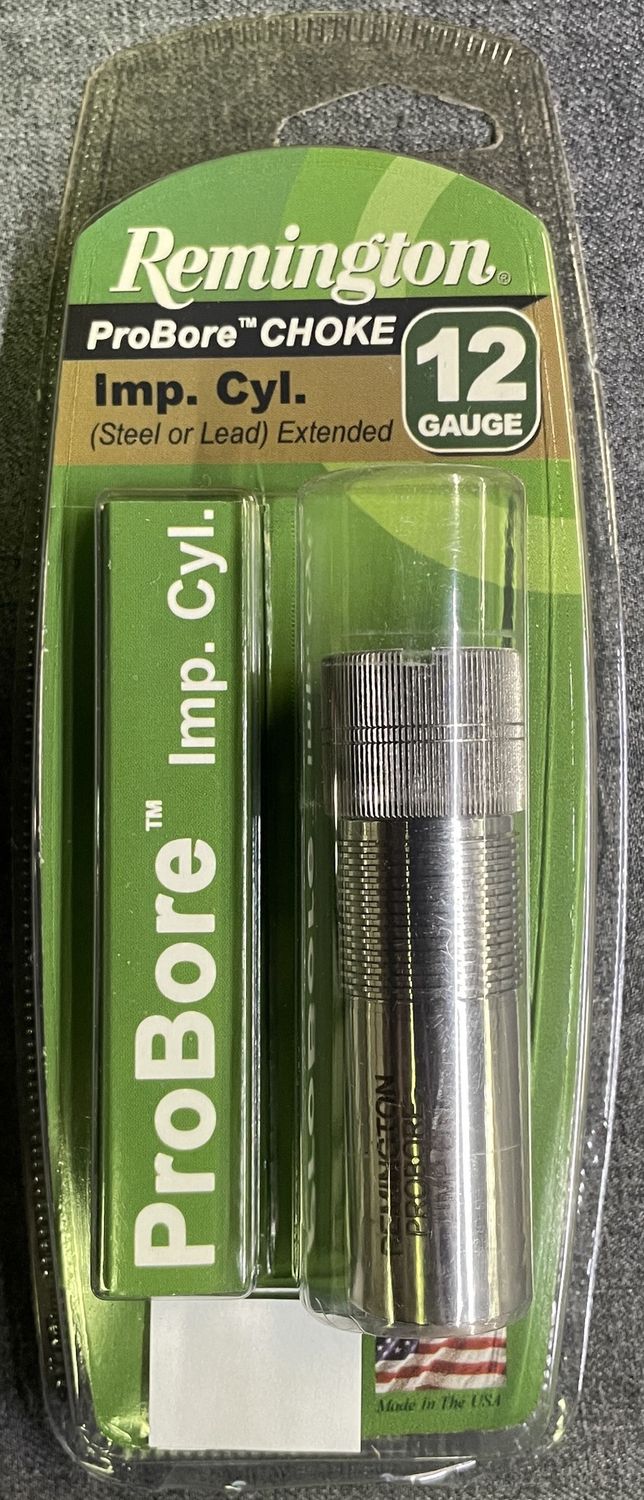 Remington®
ProBore™ CHOKE
12
GAUGE
Imp. Cyl.
(Steel or Lead) Extended
ProBore™ Imp. Cyl.
REMINGTON
PROBORE
Made In The USA